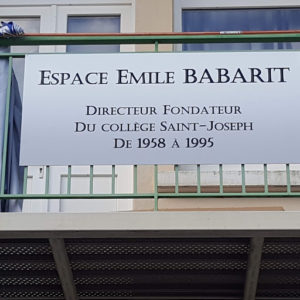 ESPACE EMILE BABARIT
DIRECTEUR FONDATEUR
DU COLLÈGE SAINT-JOSEPH
DE 1958 À 1995